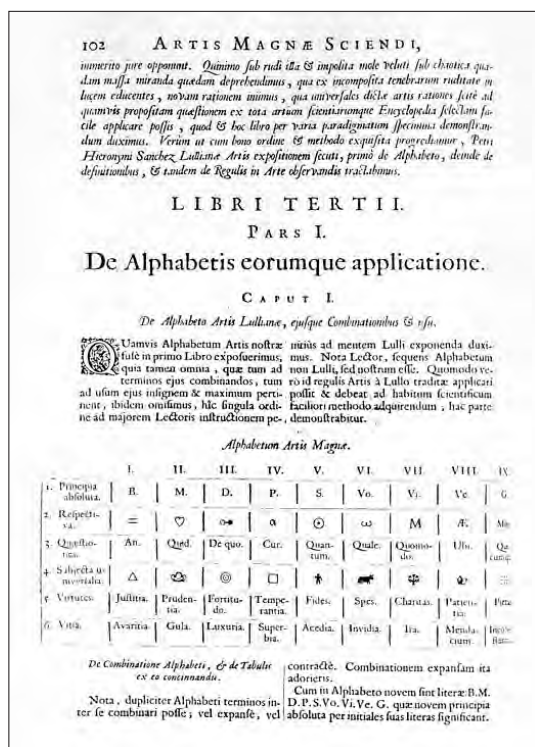 102 ARTIS MAGNÆ SCIENDI,
immerito jure opponunt. Quinimo sub rudi illa & impolita mole veluti sub chaotica qua-
dam massa miranda quædam deprehendimus, qua ex incomposita tenebrarum ruditate in
lucem educentes, novam rationem inimus, qua universales dictæ artis rationes scitè ad
quamvis propositam quæstionem ex tota artium scientiarumque Encyclopedia selectam fa-
cile applicare possis, quod & hoc libro per varia paradigmatum specimina demonstran-
dum duximus. Verùm ut cum bono ordine & methodo exquisita progrediamur, Petri
Hieronymi Sanchez Lullianæ Artis expositionem secuti, primò de Alphabeto, deinde de
definitionibus, & tandem de Regulis in Arte observandis tractabimus.
LIBRI TERTII.
PARS I.
De Alphabetis eorumque applicatione.
CAPUT I.
De Alphabeto Artis Lullianæ, ejusque Combinationibus & usu.
QUamvis Alphabetum Artis nostræ
fusè in primo Libro exposuerimus,
quia tamen omnia, quæ tum ad
terminos ejus combinandos, tum
ad usum ejus insignem & maximum perti-
nent, ibidem omisimus, hîc singula ordi-
ne ad majorem Lectoris instructionem pe-
nitiùs ad mentem Lulli exponenda duxi-
mus. Nota Lector, sequens Alphabetum
non Lulli, sed nostrum esse. Quomodo ve-
rò id regulis Artis à Lullo traditæ applicari
possit & debeat ad habitum scientificum
faciliori methodo adquirendum, hac parte
demonstrabitur.
Alphabetum Artis Magnæ.
I. II. III. IV. V. VI. VII. VIII. IX
1. Principia absoluta. B. M. D. P. S. Vo. Vi. Ve. G
2. Respectiva. = α ω M Æ. Min
3. Quæstiones. An. Quid. De quo. Cur. Quantum. Quale. Quomodo. Ubi.
4. Subjecta universalia.
5. Virtutes. Justitia. Prudentia. Fortitudo. Temperantia. Fides. Spes. Charitas. Patientia.
6. Vitia. Avaritia. Gula. Luxuria. Superbia. Acedia. Invidia. Ira. Mendacium.
De Combinatione Alphabeti, & de Tabulis
ex eo continnandis.
Nota, dupliciter Alphabeti terminos in-
ter se combinari posse; vel expansè, vel
contractè. Combinationem expansam ita
adorieris.
Cum in Alphabeto novem sint literæ B. M.
D. P. S. Vo. Vi. Ve. G. quæ novem principia
absoluta per initiales suas literas significant.